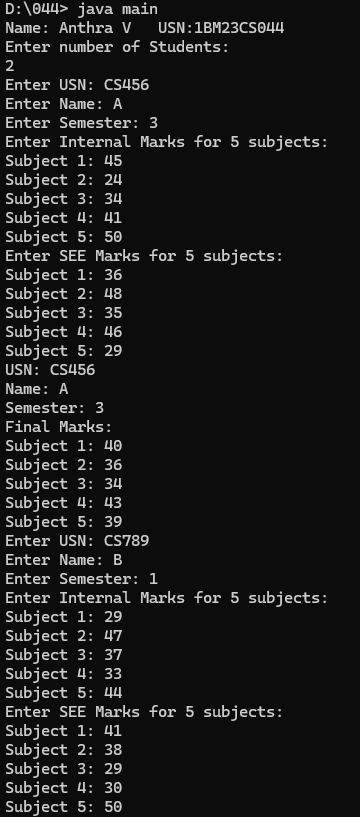 D:\044> java main
Name: Anthra V   USN:1BM23CS044
Enter number of Students:
2
Enter USN: CS456
Enter Name: A
Enter Semester: 3
Enter Internal Marks for 5 subjects:
Subject 1: 45
Subject 2: 24
Subject 3: 34
Subject 4: 41
Subject 5: 50
Enter SEE Marks for 5 subjects:
Subject 1: 36
Subject 2: 48
Subject 3: 35
Subject 4: 46
Subject 5: 29
USN: CS456
Name: A
Semester: 3
Final Marks:
Subject 1: 40
Subject 2: 36
Subject 3: 34
Subject 4: 43
Subject 5: 39
Enter USN: CS789
Enter Name: B
Enter Semester: 1
Enter Internal Marks for 5 subjects:
Subject 1: 29
Subject 2: 47
Subject 3: 37
Subject 4: 33
Subject 5: 44
Enter SEE Marks for 5 subjects:
Subject 1: 41
Subject 2: 38
Subject 3: 29
Subject 4: 30
Subject 5: 50